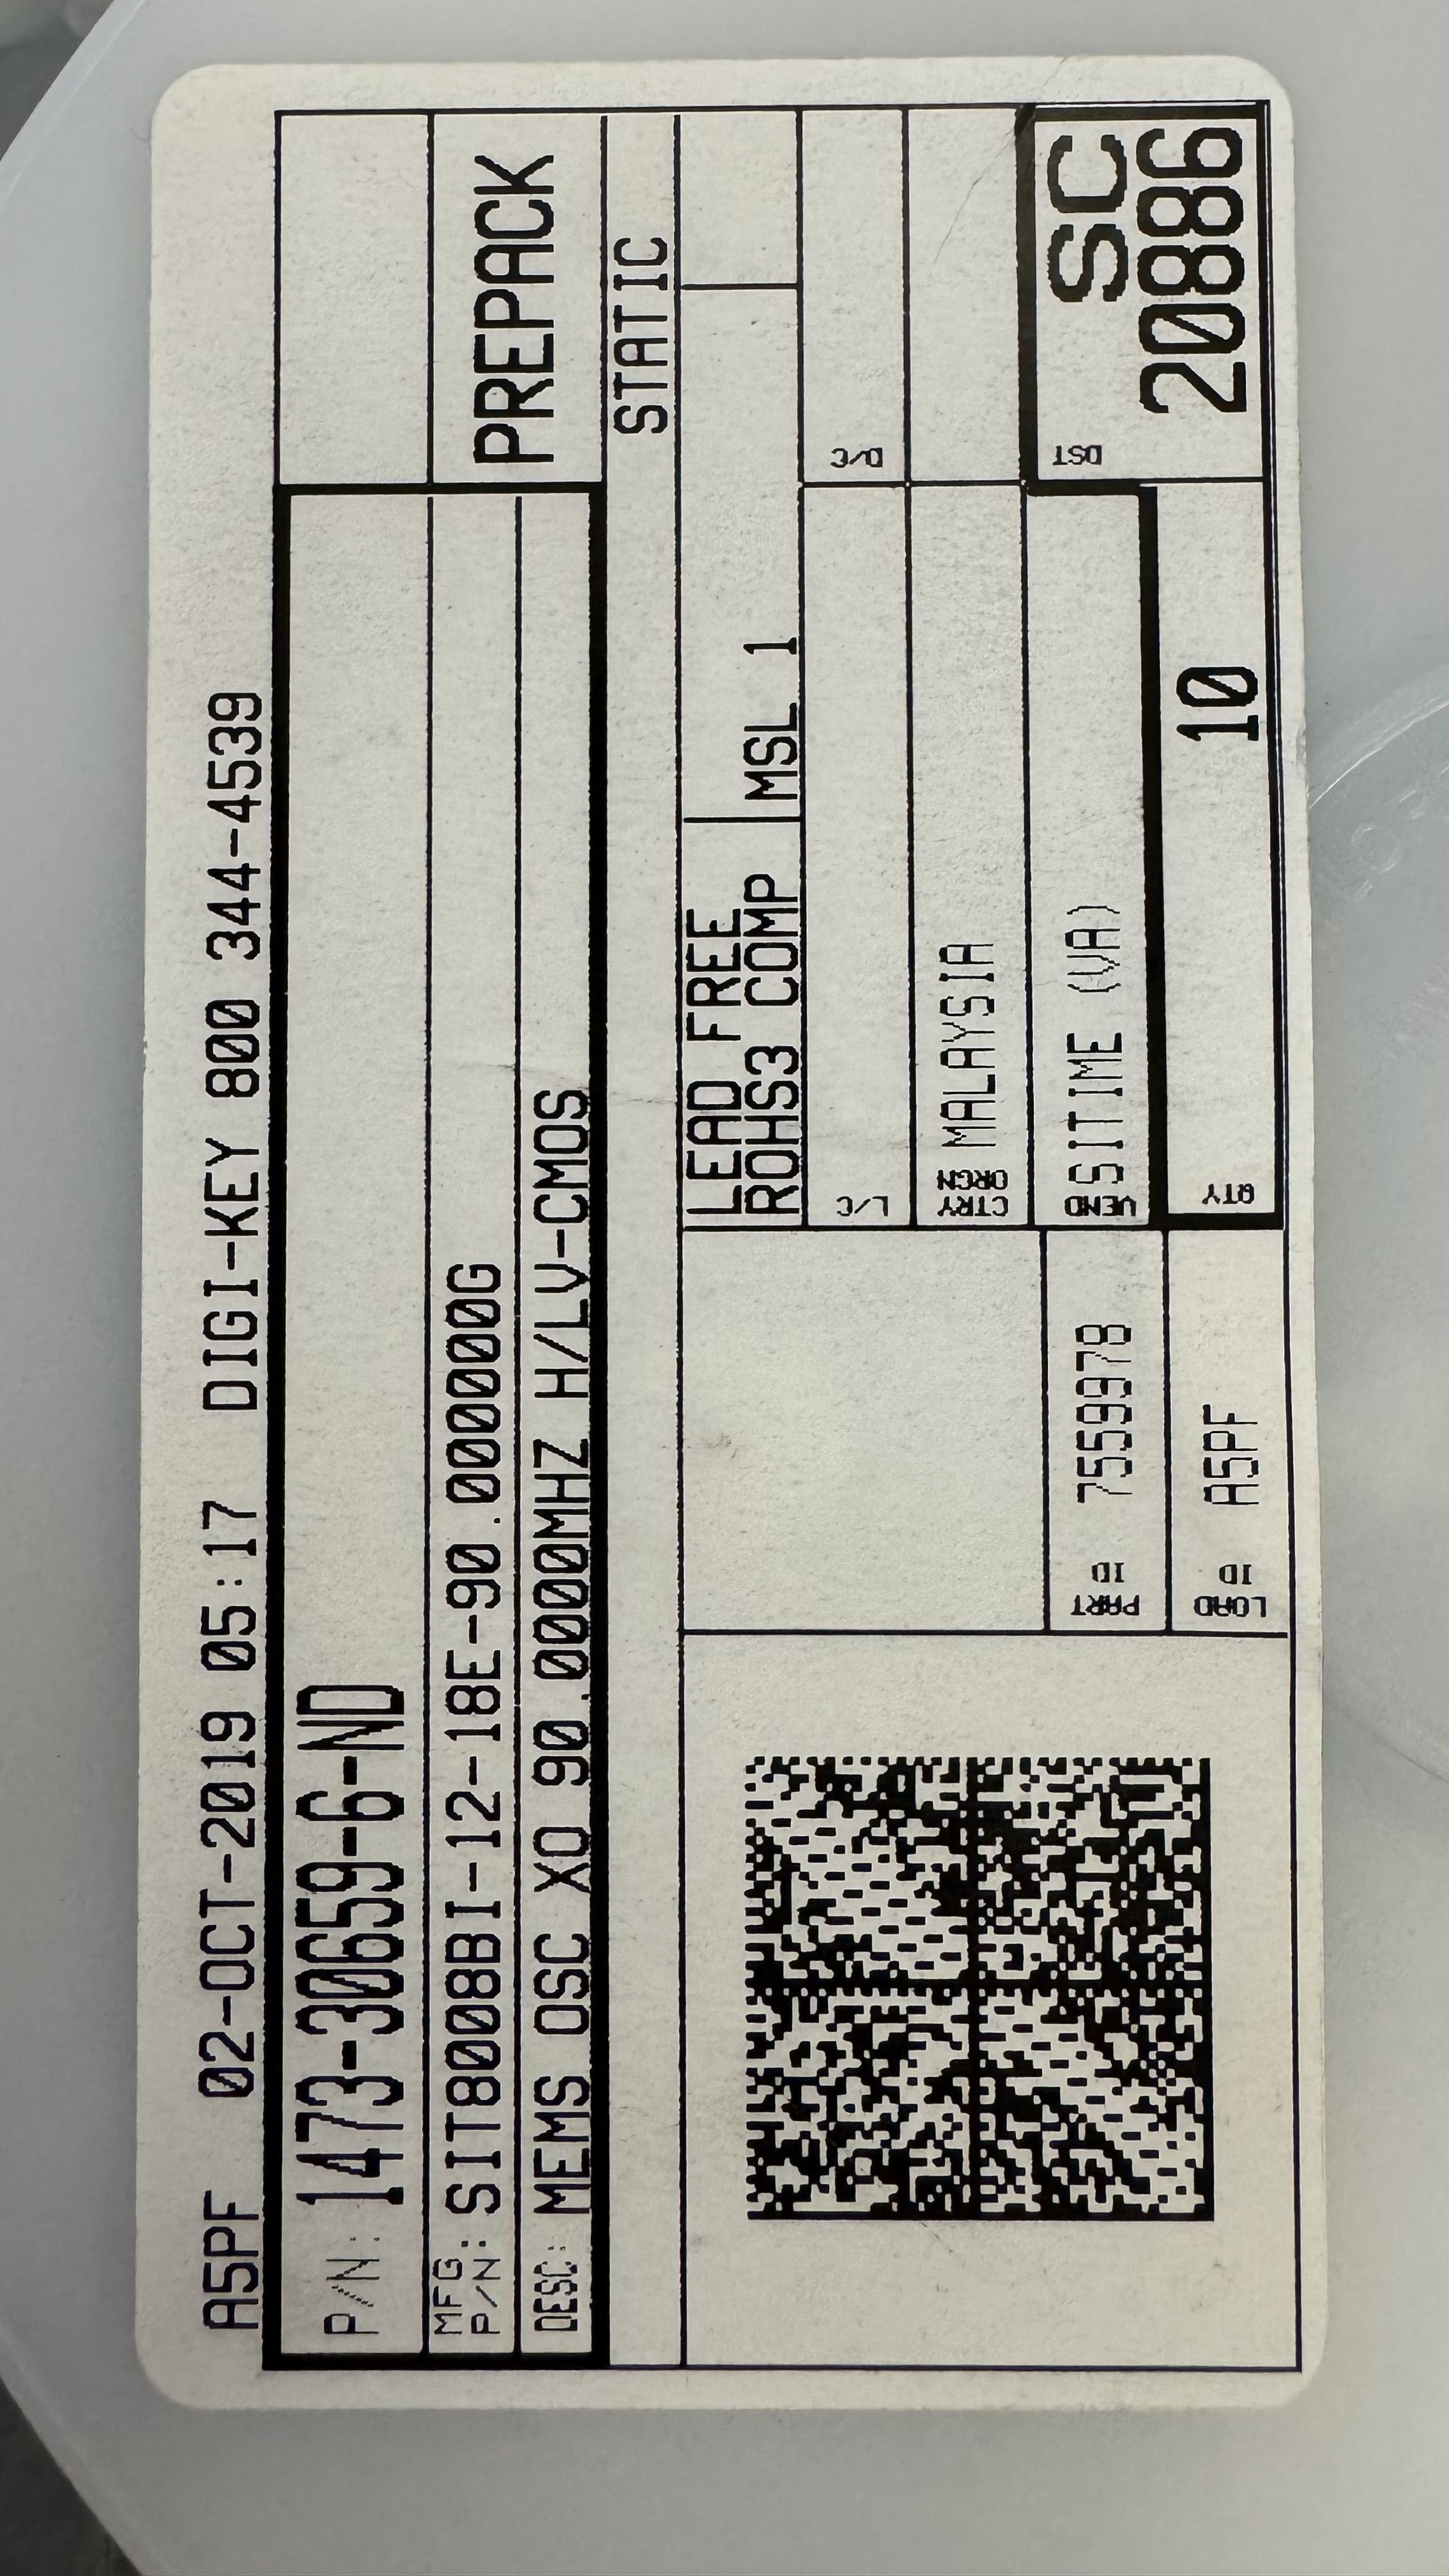 A5PF 02-OCT-2019 05:17 DIGI-KEY 800 344-4539
P/N: 1473-30659-6-ND
MFG P/N: SIT8008BI-12-18E-90.000000G
PREPACK
DESC: MEMS OSC XO 90.0000MHZ H/LV-CMOS
STATIC
LEAD FREE
ROHS3 COMP
MSL 1
L/C
D/C
CTRY ORGN MALAYSIA
PART ID 7559978
VEND SITIME (VA)
DST SC
20886
LOAD ID A5PF
QTY 10